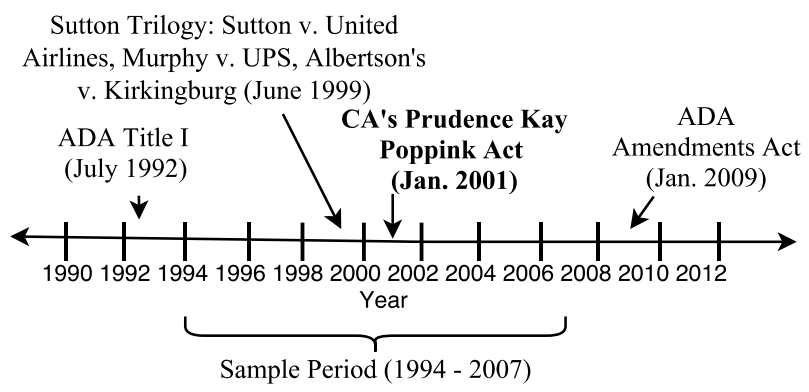 Sutton Trilogy: Sutton v. United
Airlines, Murphy v. UPS, Albertson's
v. Kirkingburg (June 1999)
CA's Prudence Kay
Poppink Act
(Jan. 2001)
ADA Title I
(July 1992)
ADA
Amendments Act
(Jan. 2009)
1990 1992 1994 1996 1998 2000 2002 2004 2006 2008 2010 2012
Year
Sample Period (1994 - 2007)